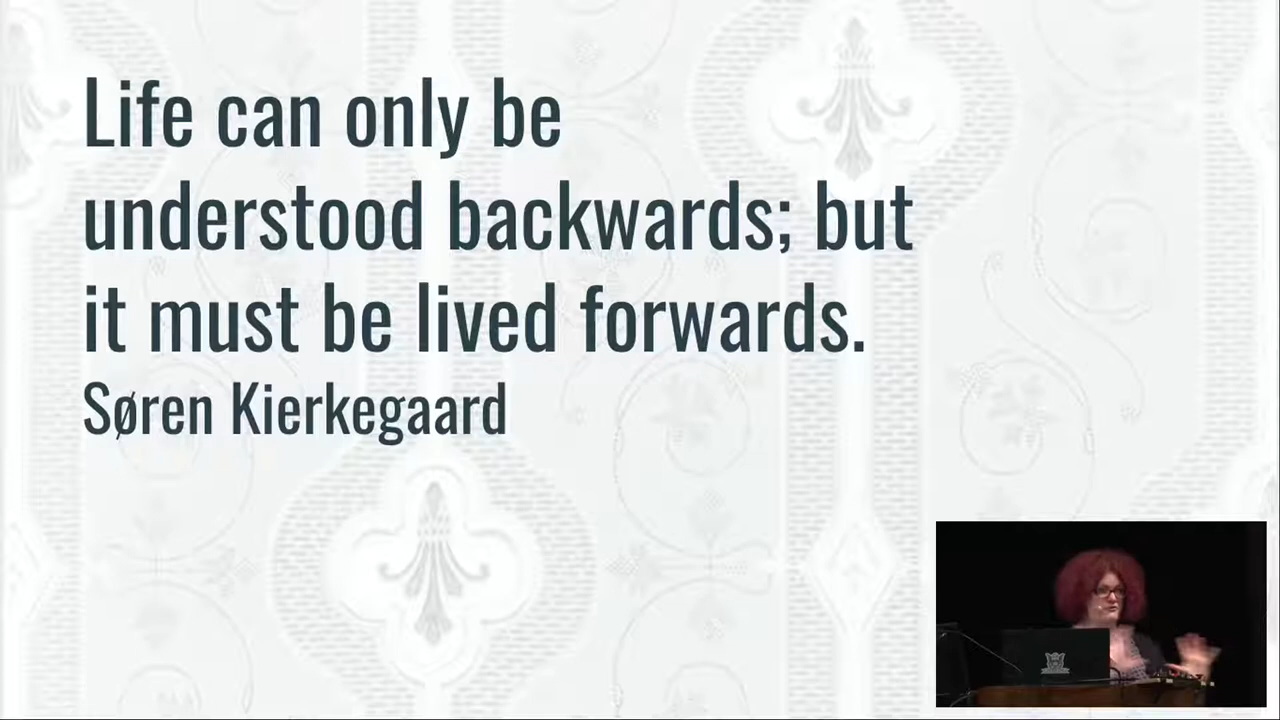 Life can only be
understood backwards; but
it must be lived forwards.
Søren Kierkegaard